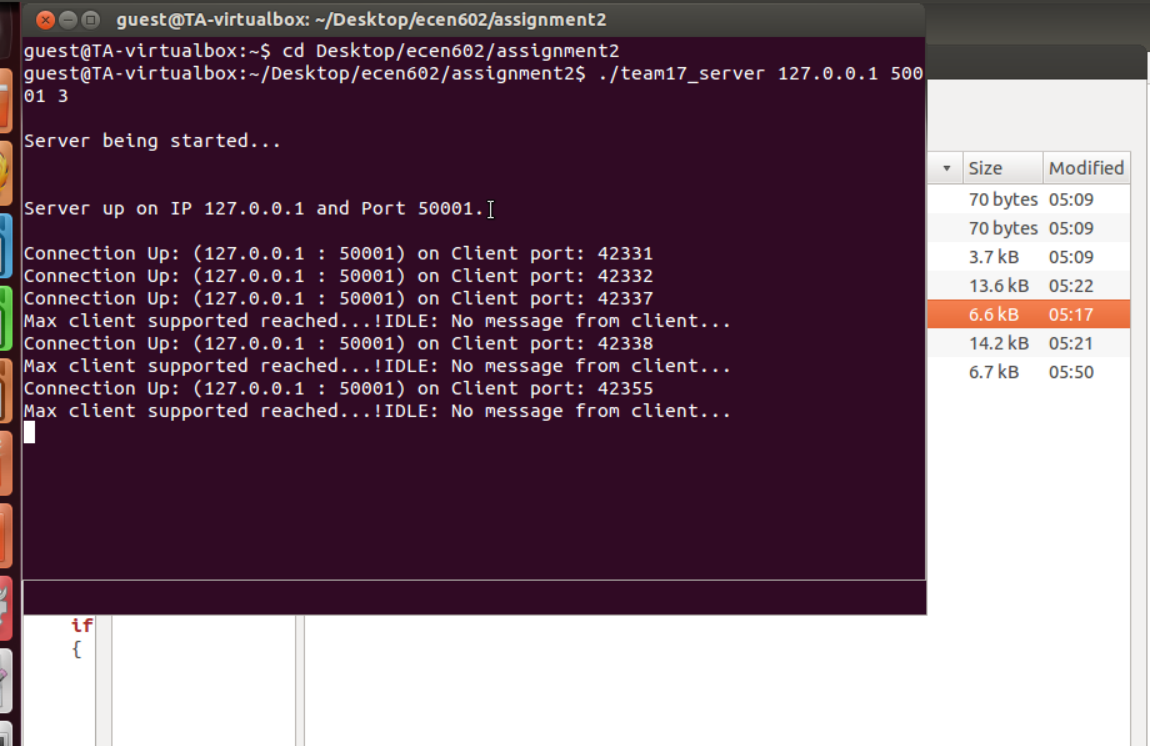 guest@TA-virtualbox: ~/Desktop/ecen602/assignment2
guest@TA-virtualbox:~$ cd Desktop/ecen602/assignment2
guest@TA-virtualbox:~/Desktop/ecen602/assignment2$ ./team17_server 127.0.0.1 500
01 3
Server being started...
Server up on IP 127.0.0.1 and Port 50001.
Connection Up: (127.0.0.1 : 50001) on Client port: 42331
Connection Up: (127.0.0.1 : 50001) on Client port: 42332
Connection Up: (127.0.0.1 : 50001) on Client port: 42337
Max client supported reached...!IDLE: No message from client...
Connection Up: (127.0.0.1 : 50001) on Client port: 42338
Max client supported reached...!IDLE: No message from client...
Connection Up: (127.0.0.1 : 50001) on Client port: 42355
Max client supported reached...!IDLE: No message from client...
Size Modified
70 bytes 05:09
70 bytes 05:09
3.7 kB 05:09
13.6 kB 05:22
6.6 kB 05:17
14.2 kB 05:21
6.7 kB 05:50
if
{